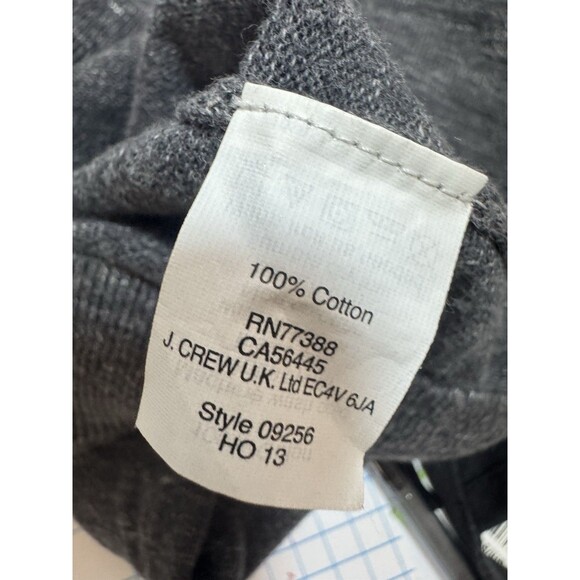 100% Cotton
RN77388
CA56445
J. CREW U.K. Ltd EC4V 6JA
Style 09256
HO 13